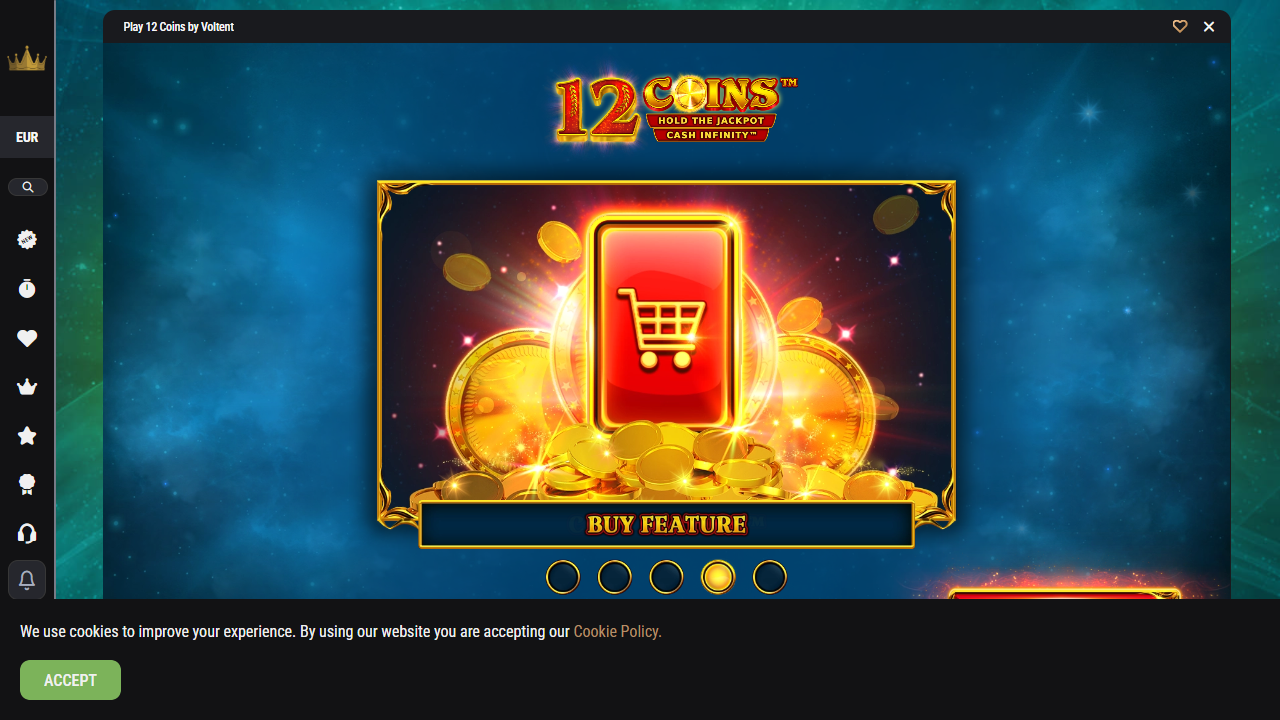 Play 12 Coins by Voltent
EUR
NEW
12 COINS™
HOLD THE JACKPOT
CASH INFINITY™
BUY FEATURE
We use cookies to improve your experience. By using our website you are accepting our Cookie Policy.
ACCEPT